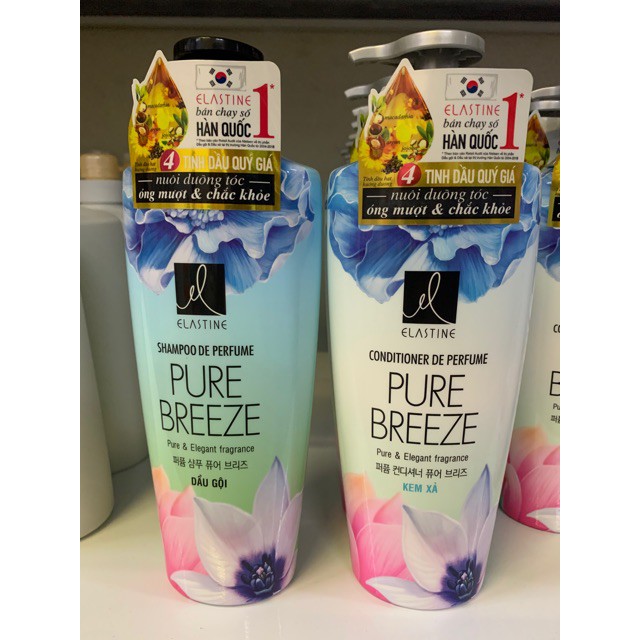 ELASTINE
bán chạy số
HÀN QUỐC
1*
4 TINH DẦU QUÝ GIÁ
nuôi dưỡng tóc
óng mượt & chắc khỏe
el
ELASTINE
SHAMPOO DE PERFUME
PURE
BREEZE
Pure & Elegant fragrance
퍼퓸 샴푸 퓨어 브리즈
DẦU GỘI
ELASTINE
bán chạy số
HÀN QUỐC
1*
4 TINH DẦU QUÝ GIÁ
nuôi dưỡng tóc
óng mượt & chắc khỏe
el
ELASTINE
CONDITIONER DE PERFUME
PURE
BREEZE
Pure & Elegant fragrance
퍼퓸 컨디셔너 퓨어 브리즈
KEM XẢ